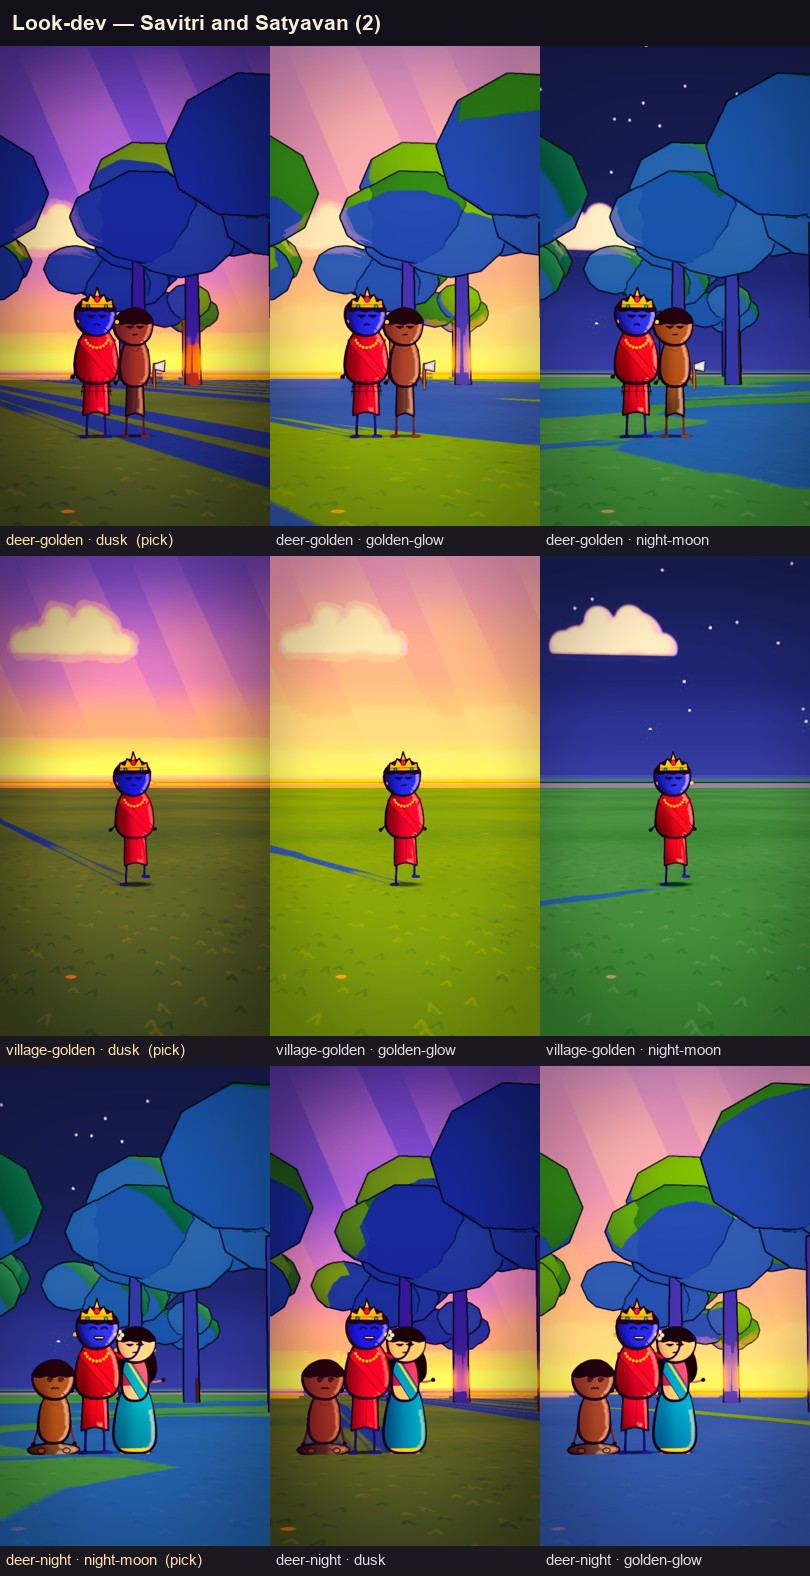 Look-dev — Savitri and Satyavan (2)
deer-golden · dusk (pick)
deer-golden · golden-glow
deer-golden · night-moon
village-golden · dusk (pick)
village-golden · golden-glow
village-golden · night-moon
deer-night · night-moon (pick)
deer-night · dusk
deer-night · golden-glow